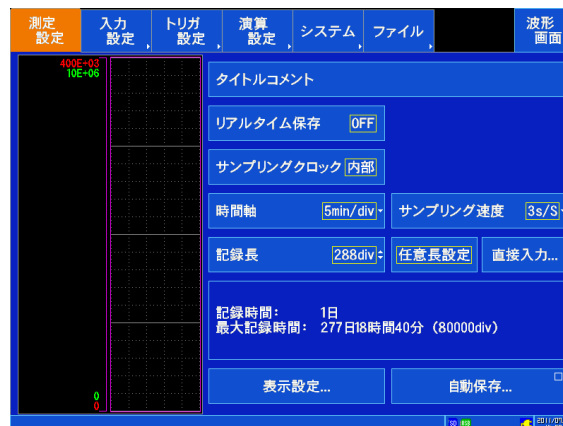 測定
設定
入力
設定
トリガ
設定
演算
設定
システム
ファイル
波形
画面
400E+03
10E+06
タイトルコメント
リアルタイム保存 OFF
サンプリングクロック 内部
時間軸 5min/div
サンプリング速度 3s/S
記録長 288div
任意長設定
直接入力...
記録時間: 1日
最大記録時間: 277日18時間40分 (80000div)
表示設定...
自動保存...
0
0
SD USB